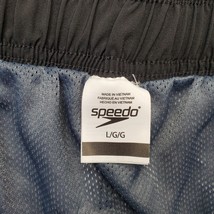 MADE IN VIETNAM
FABRIQUÉ AU VIETNAM
HECHO EN VIETNAM
speedo
L/G/G